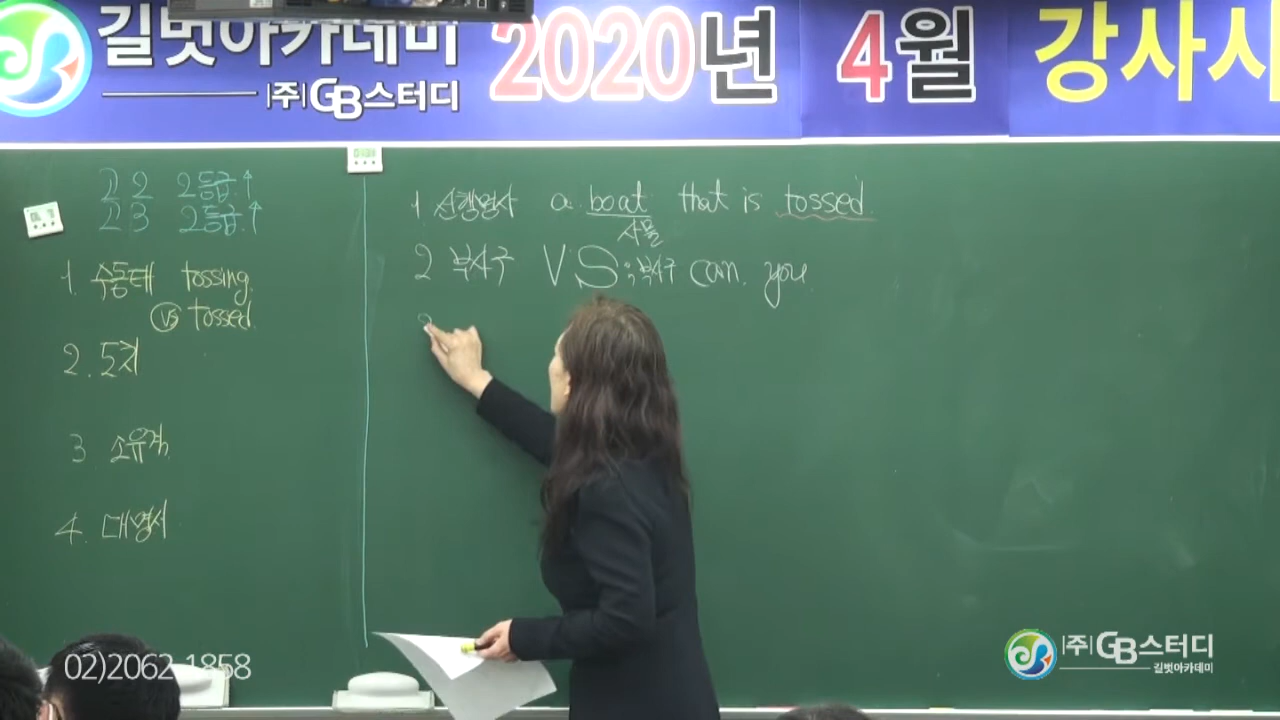 길벗아카데미
㈜GB스터디
2020년 4월 강사시
22 2등급↑
23 2등급↑
1. 수동태 tossing
vs tossed
2. 5치
3 소유격
4. 대명사
1 선행명사 a boat that is tossed.
사물
2 부사구 VS ; 부사구 can you
02)2062-1858
㈜GB스터디
길벗아카데미